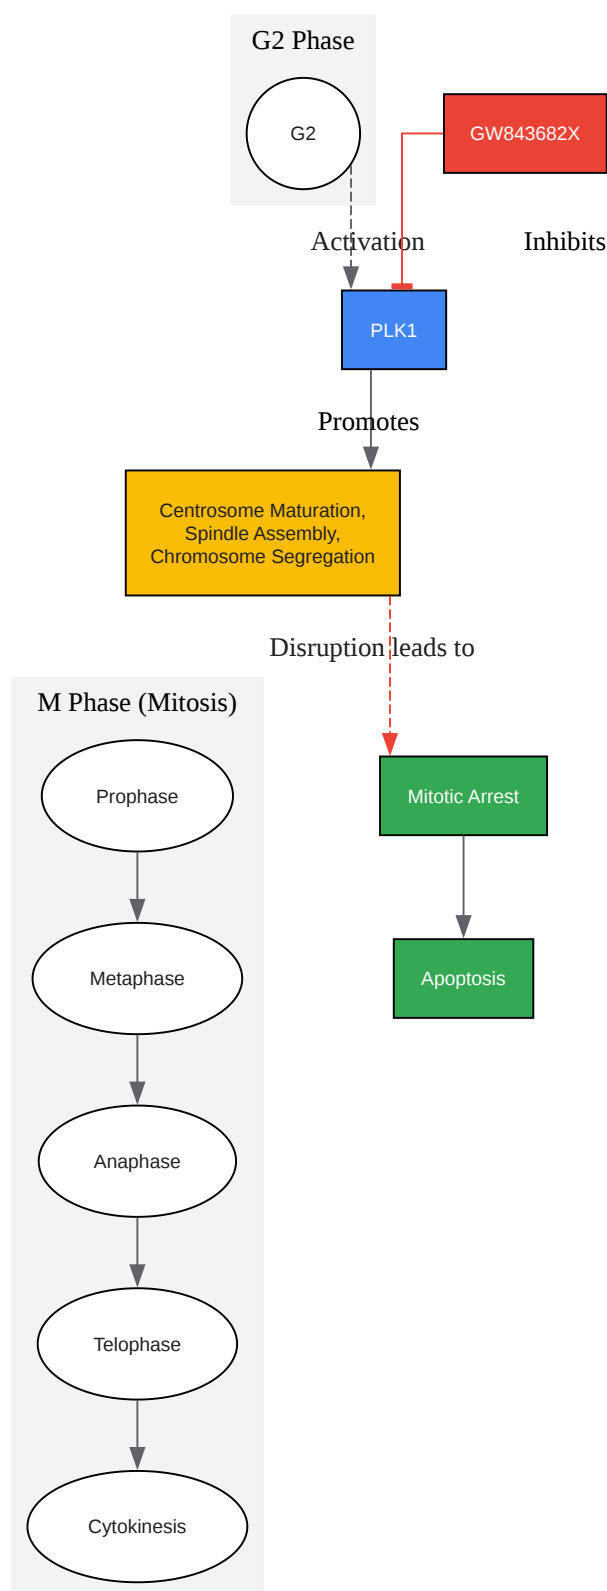 G2 Phase
G2
GW843682X
Activation
Inhibits
PLK1
Promotes
Centrosome Maturation,
Spindle Assembly,
Chromosome Segregation
Disruption leads to
M Phase (Mitosis)
Prophase
Mitotic Arrest
Metaphase
Apoptosis
Anaphase
Telophase
Cytokinesis